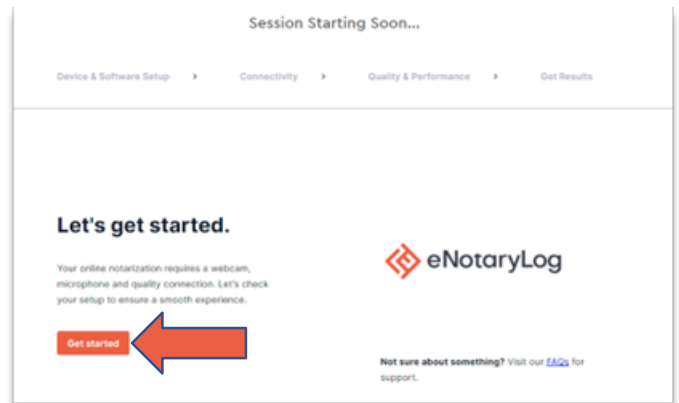 Session Starting Soon...
Device & Software Setup > Connectivity > Quality & Performance > Get Results
Let's get started.
Your online notarization requires a webcam,
microphone and quality connection. Let's check
your setup to ensure a smooth experience.
Get started
eNotaryLog
Not sure about something? Visit our FAQs for
support.